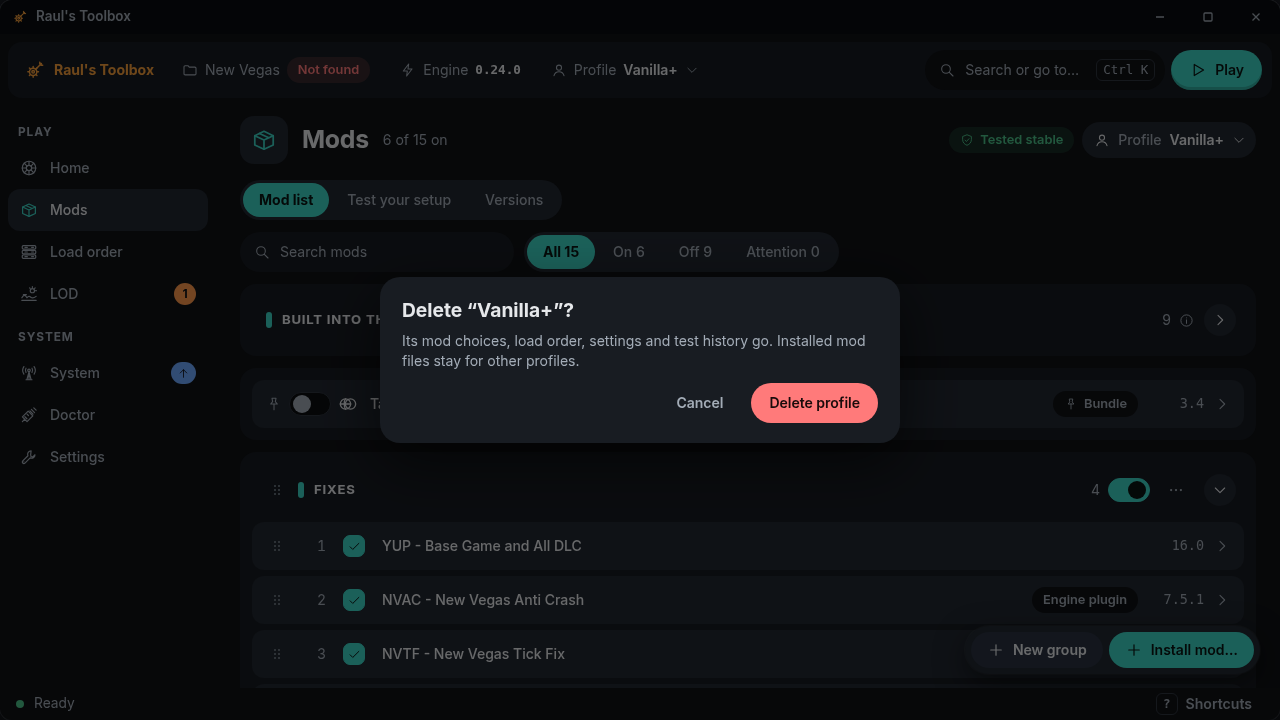 Raul's Toolbox
Raul's Toolbox
New Vegas Not found
Engine 0.24.0
Profile Vanilla+
Search or go to... Ctrl K
Play
PLAY
Home
Mods
Load order
LOD 1
SYSTEM
System
Doctor
Settings
Mods 6 of 15 on
Tested stable
Profile Vanilla+
Mod list Test your setup Versions
Search mods
All 15 On 6 Off 9 Attention 0
BUILT INTO 9
Delete “Vanilla+”?
Its mod choices, load order, settings and test history go. Installed mod
files stay for other profiles.
Cancel Delete profile
Bundle 3.4
FIXES 4
1 YUP - Base Game and All DLC 16.0
2 NVAC - New Vegas Anti Crash Engine plugin 7.5.1
3 NVTF - New Vegas Tick Fix
New group Install mod...
Ready
? Shortcuts